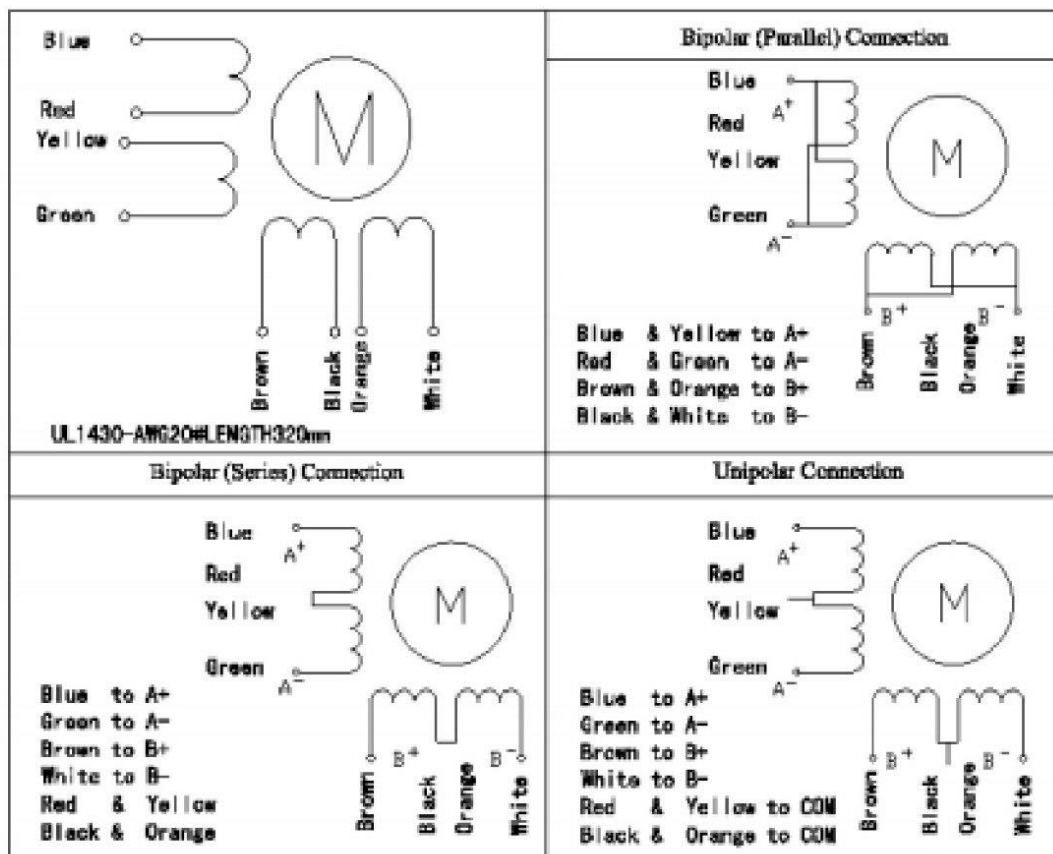 Blue
Red
Yellow
Green
M
Brown
Black
Orange
White
UL1430-AWG20#LENGTH320mm
Bipolar (Parallel) Connection
Blue
A+
Red
Yellow
Green
A-
M
B+
B-
Brown
Black
Orange
White
Blue & Yellow to A+
Red & Green to A-
Brown & Orange to B+
Black & White to B-
Bipolar (Series) Connection
Blue
A+
Red
Yellow
Green
A-
M
B+
B-
Brown
Black
Orange
White
Blue to A+
Green to A-
Brown to B+
White to B-
Red & Yellow
Black & Orange
Unipolar Connection
Blue
A+
Red
Yellow
Green
A-
M
B+
B-
Brown
Black
Orange
White
Blue to A+
Green to A-
Brown to B+
White to B-
Red & Yellow to COM
Black & Orange to COM